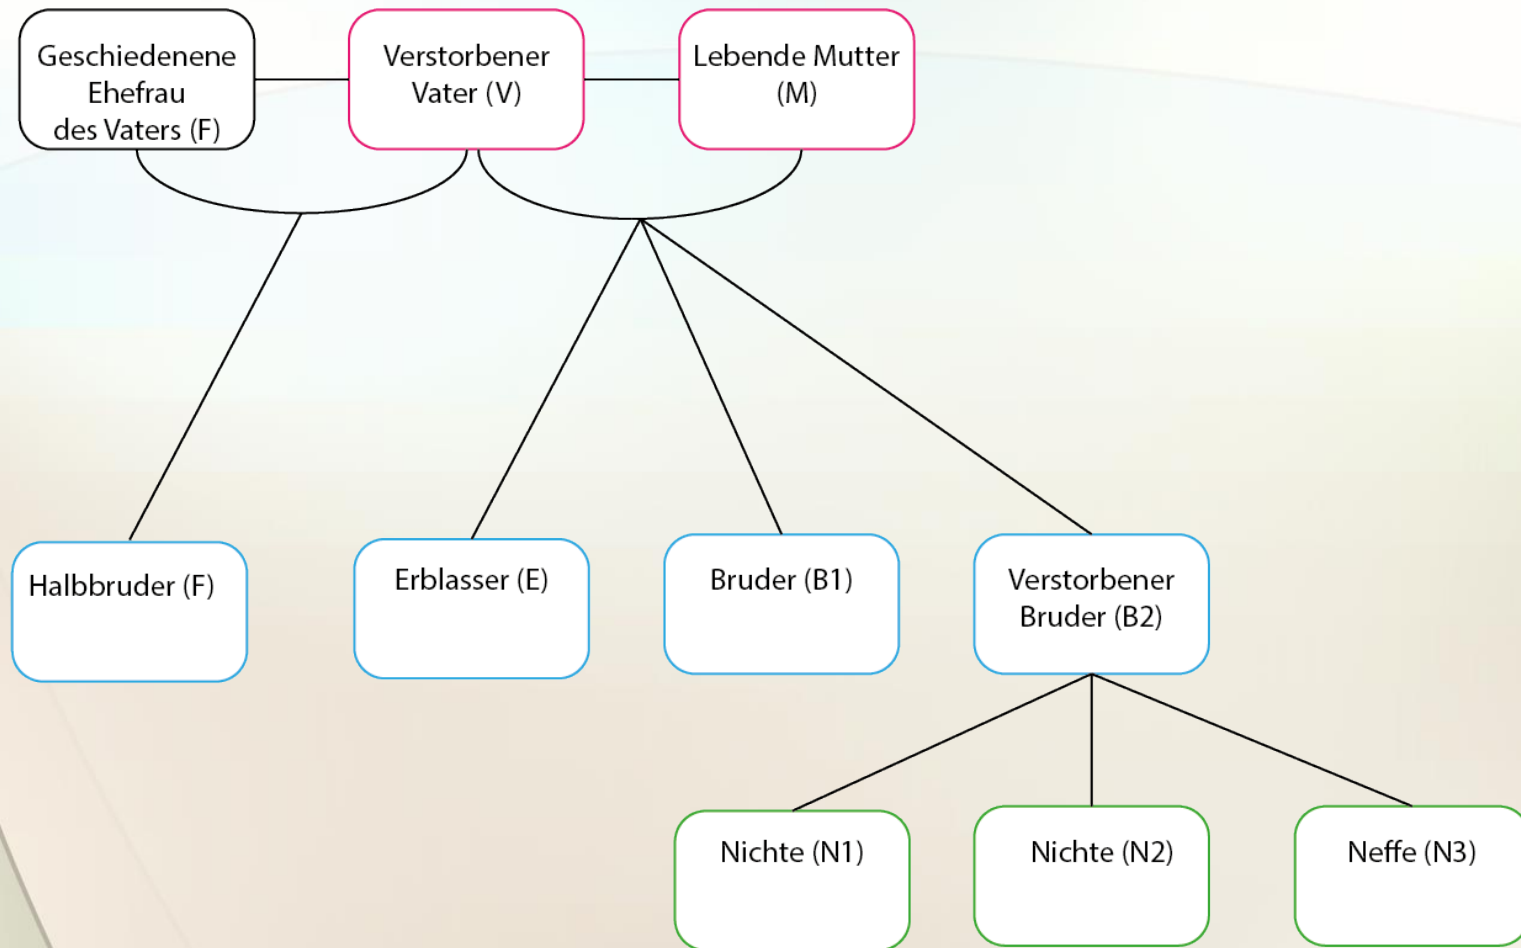 Geschiedenene
Ehefrau
des Vaters (F)
Verstorbener
Vater (V)
Lebende Mutter
(M)
Halbbruder (F)
Erblasser (E)
Bruder (B1)
Verstorbener
Bruder (B2)
Nichte (N1)
Nichte (N2)
Neffe (N3)